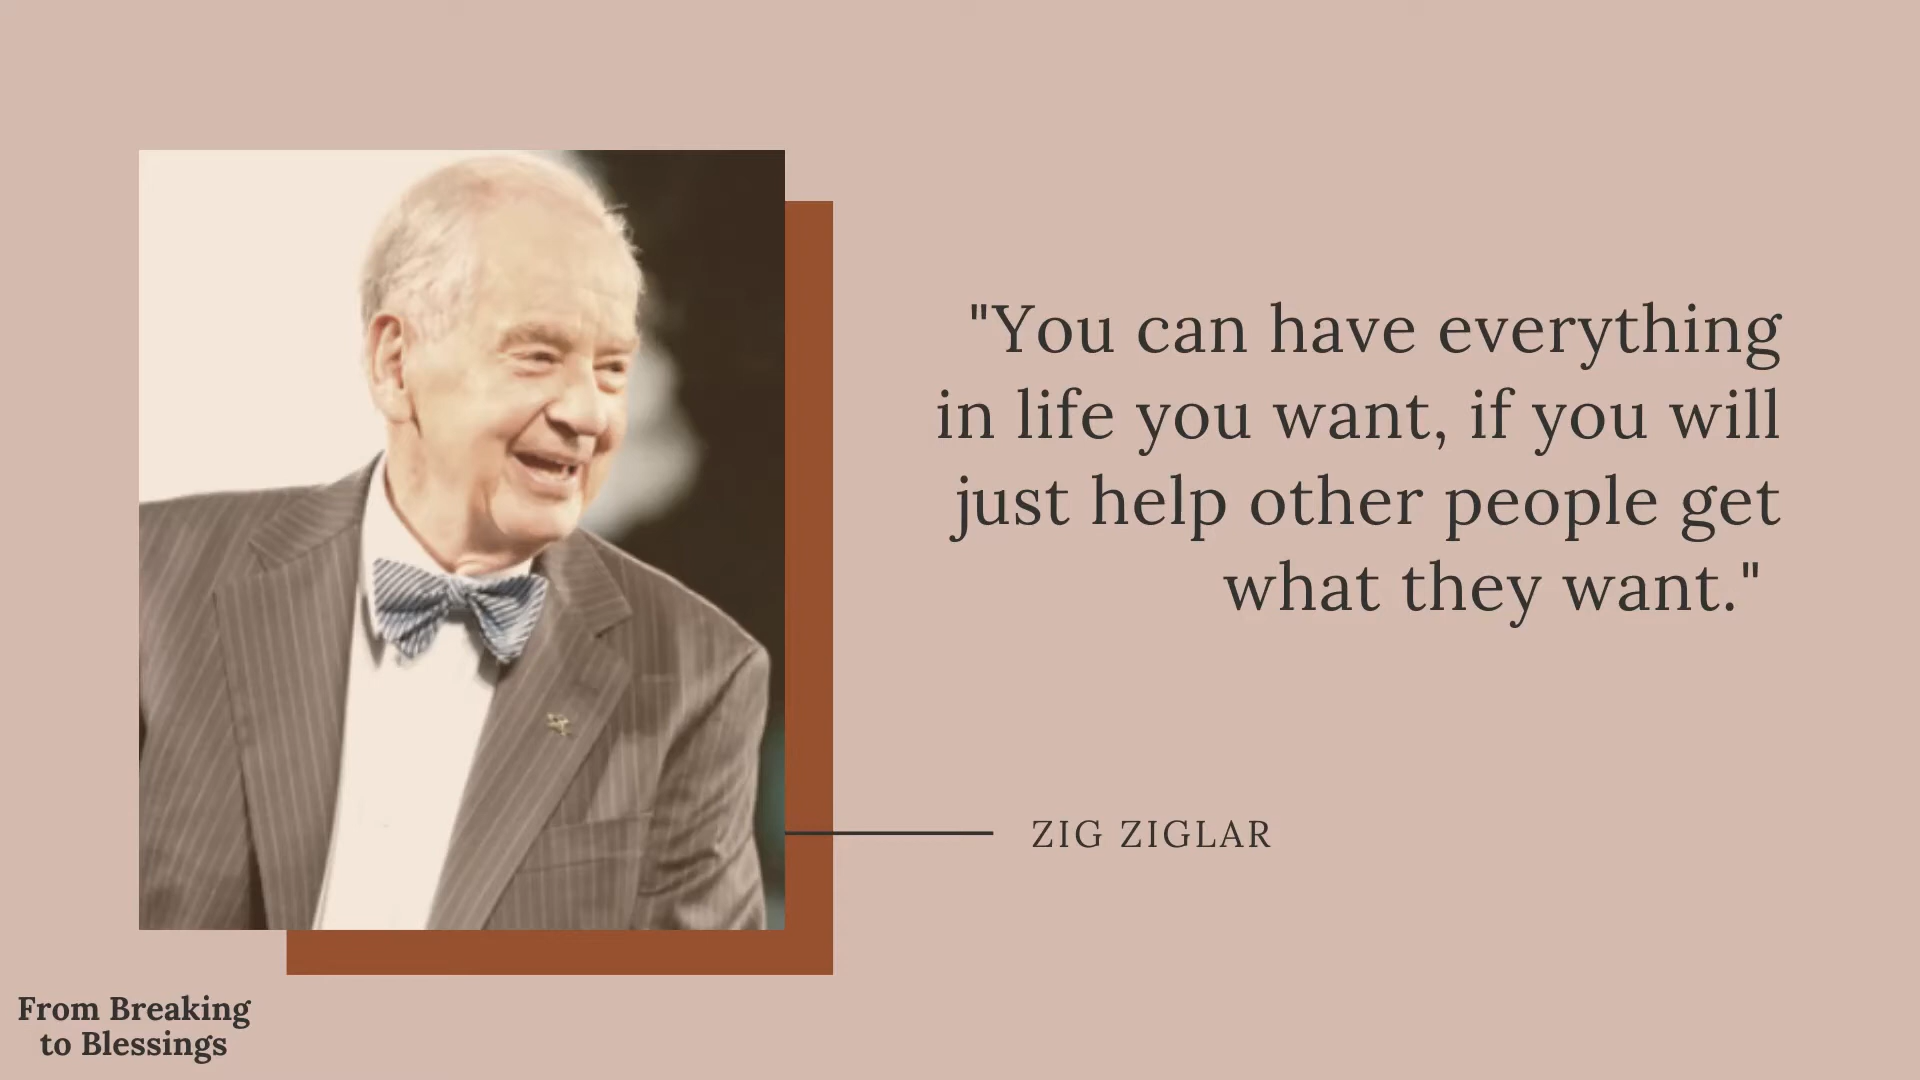 "You can have everything
in life you want, if you will
just help other people get
what they want."
ZIG ZIGLAR
From Breaking
to Blessings